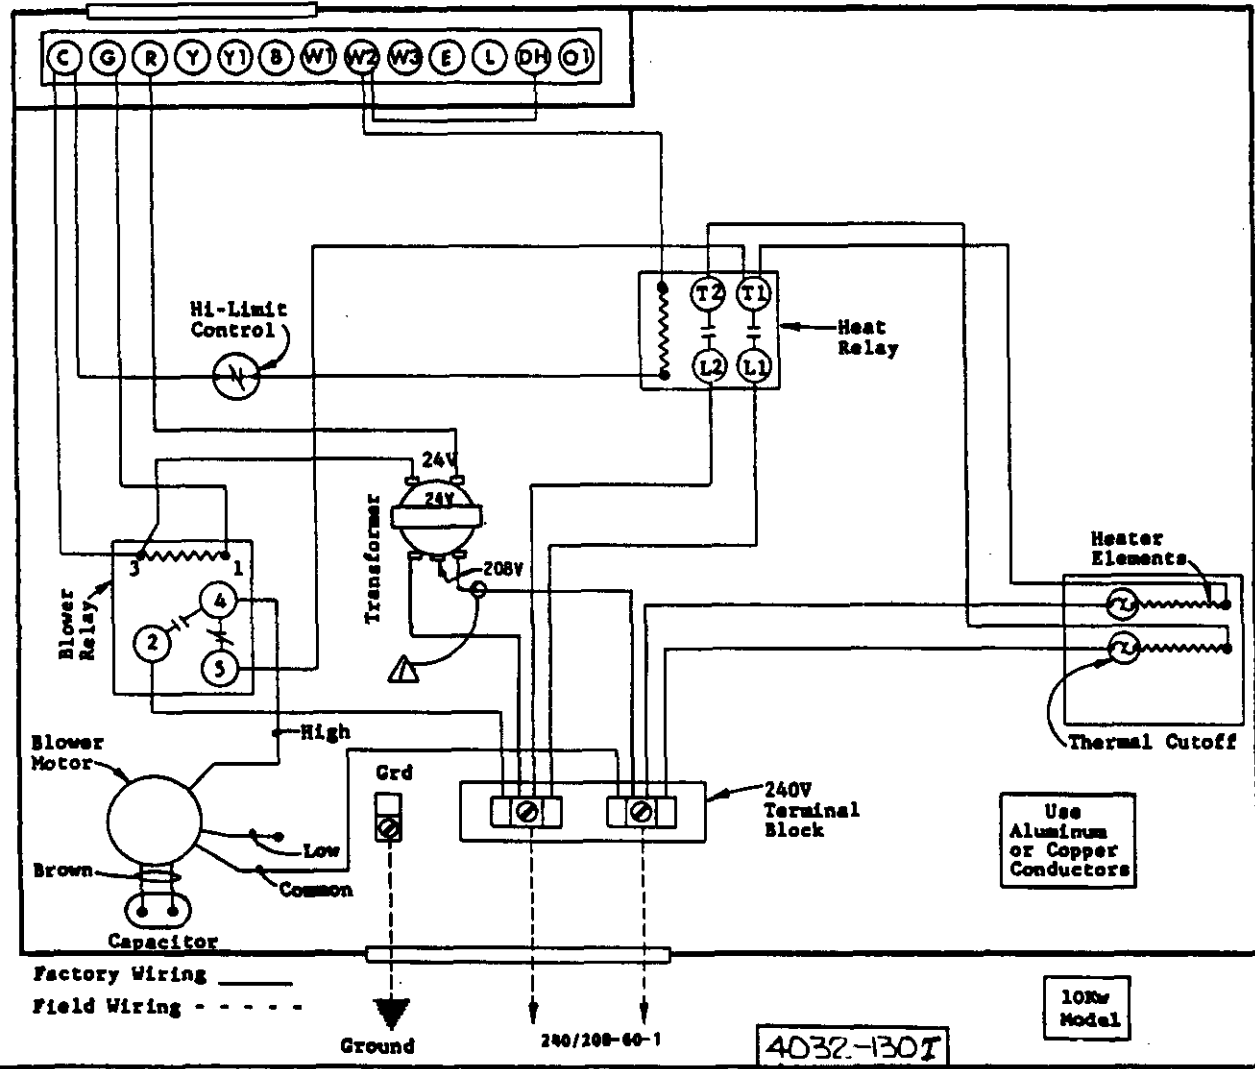 C G R Y Y1 B W1 W2 W3 E L DH O1
Hi-Limit
Control
T2 T1
L2 L1
Heat
Relay
24V
24V
Transformer
208V
Heater
Elements
3 1
4
2
5
Blower
Relay
High
Thermal Cutoff
Blower
Motor
Grd
240V
Terminal
Block
Use
Aluminum
or Copper
Conductors
Low
Brown
Common
Capacitor
Factory Wiring
Field Wiring - - - - -
Ground
240/208-60-1
10Kw
Model
4032-130I